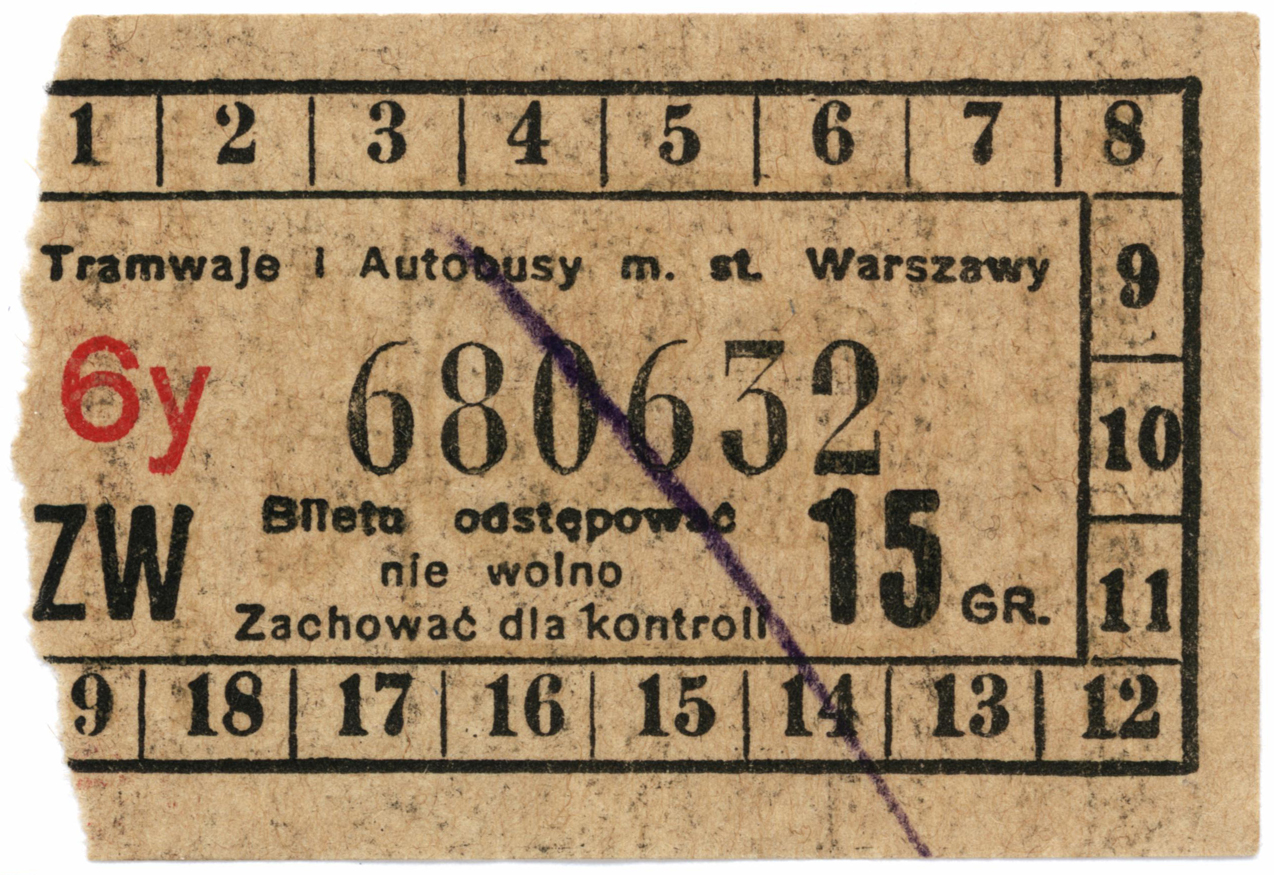 1 2 3 4 5 6 7 8
Tramwaje i Autobusy m. st. Warszawy
9
6y 680632
10
ZW
Biletu odstępować
nie wolno
Zachować dla kontroli
15 GR.
11
9 18 17 16 15 14 13 12